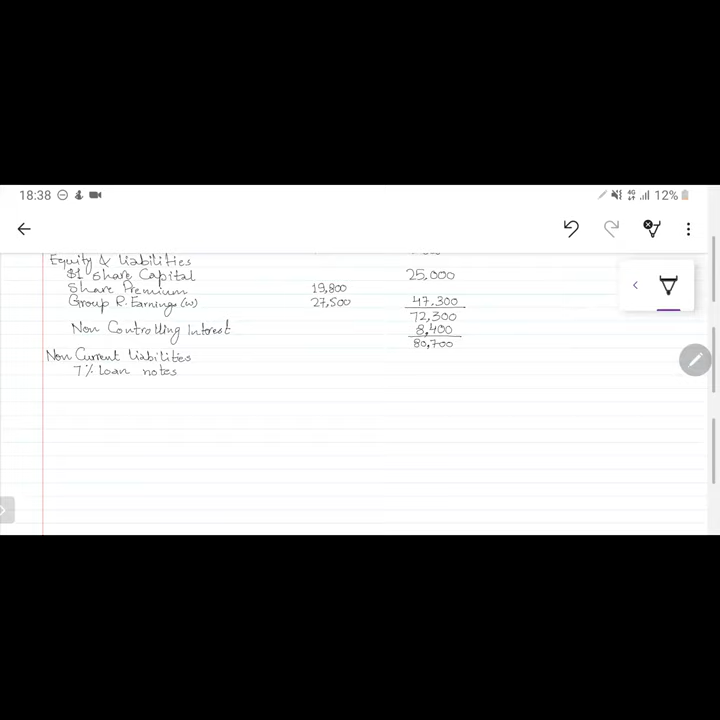 18:38 4G 12%
Equity & liabilities
$1 share Capital 25,000
Share Premium 19,800
Group R. Earnings (W) 27,500 47,300
72,300
Non Controlling Interest 8,400
80,700
Non Current liabilities
7% Loan notes